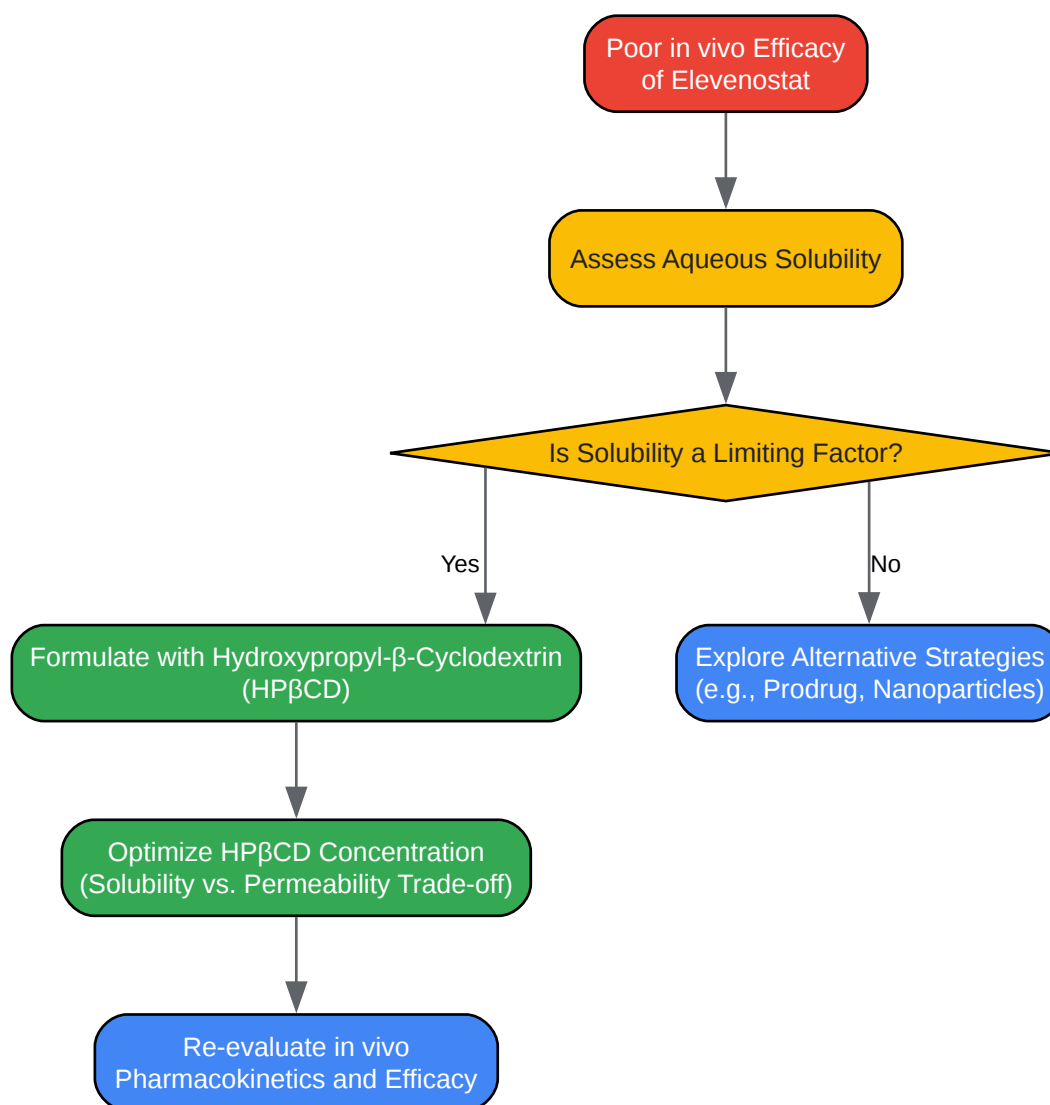 Poor in vivo Efficacy
of Elevenostat
Assess Aqueous Solubility
Is Solubility a Limiting Factor?
Yes
No
Formulate with Hydroxypropyl-β-Cyclodextrin
(HPβCD)
Explore Alternative Strategies
(e.g., Prodrug, Nanoparticles)
Optimize HPβCD Concentration
(Solubility vs. Permeability Trade-off)
Re-evaluate in vivo
Pharmacokinetics and Efficacy